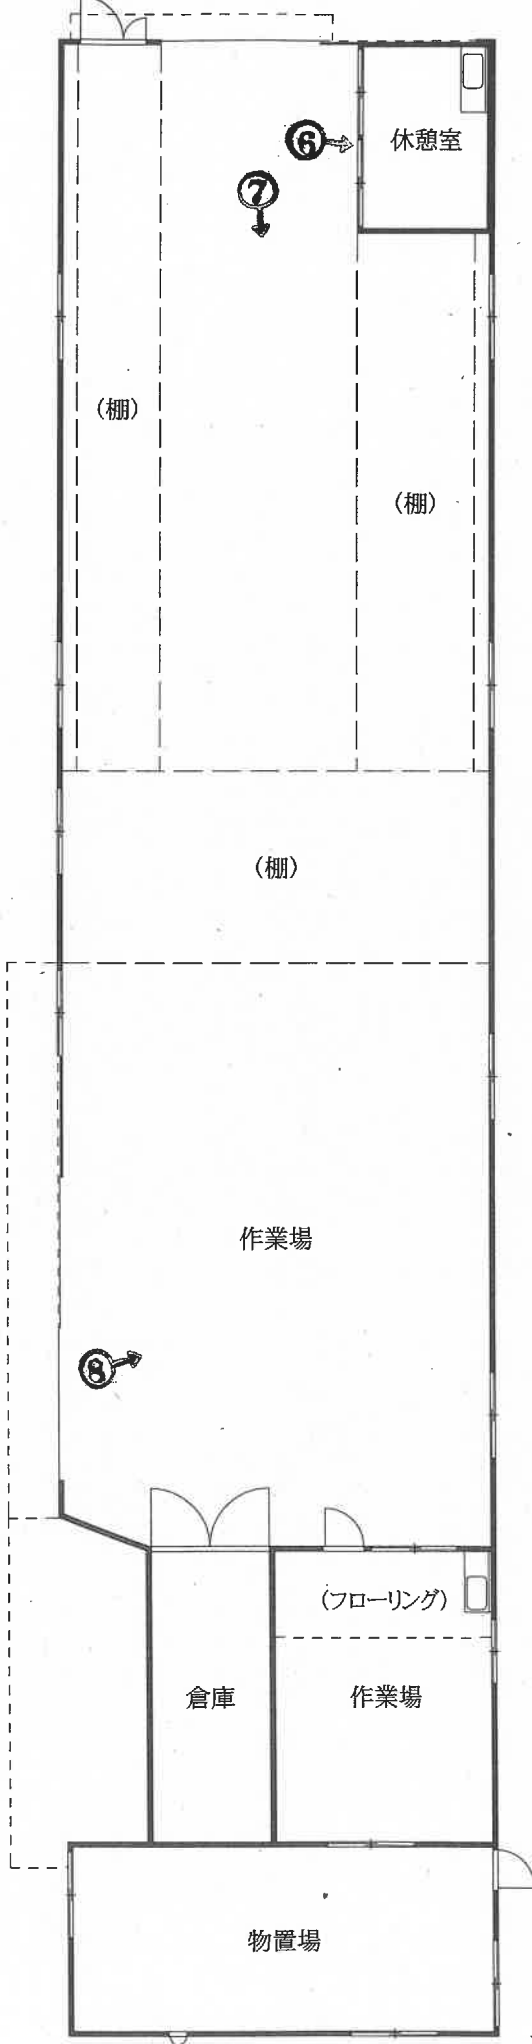 ⑥
休憩室
⑦
（棚）
（棚）
（棚）
作業場
⑧
（フローリング）
倉庫
作業場
物置場